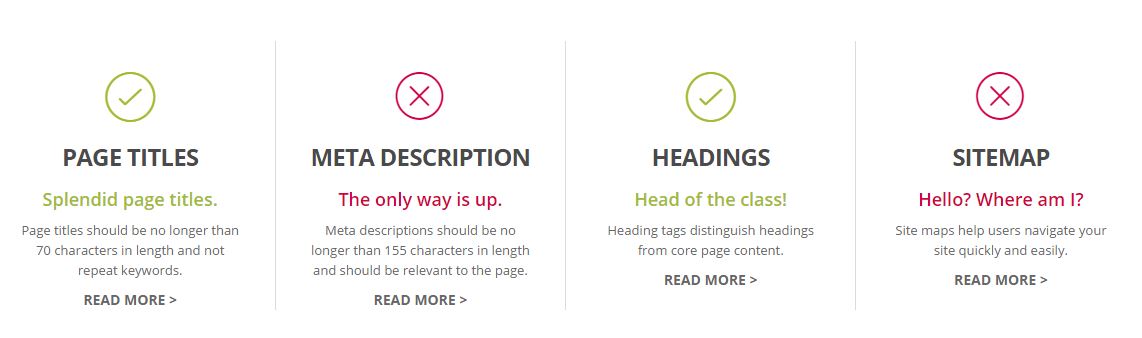 PAGE TITLES
Splendid page titles.
Page titles should be no longer than
70 characters in length and not
repeat keywords.
READ MORE >
META DESCRIPTION
The only way is up.
Meta descriptions should be no
longer than 155 characters in length
and should be relevant to the page.
READ MORE >
HEADINGS
Head of the class!
Heading tags distinguish headings
from core page content.
READ MORE >
SITEMAP
Hello? Where am I?
Site maps help users navigate your
site quickly and easily.
READ MORE >